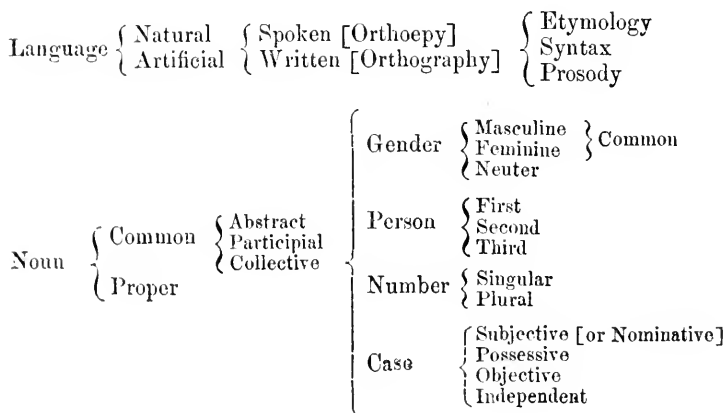 Etymology
Natural Spoken [Orthoepy]
Language Syntax
Artificial Written [Orthography]
Prosody
Masculine
Gender Feminine Common
Neuter
First
Abstract Person Second
Common Participial Third
Noun Collective
Proper Number Singular
Plural
Subjective [or Nominative]
Possessive
Case Objective
Independent